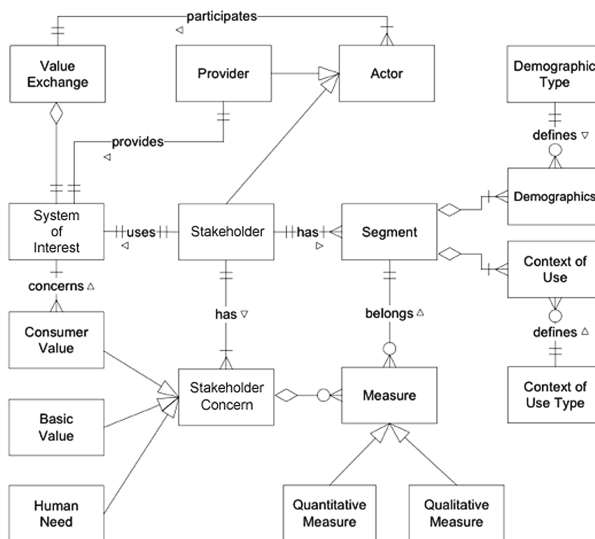 participates
Value
Exchange
Provider
Actor
Demographic
Type
provides
defines
Demographics
System
of
Interest
uses
Stakeholder
has
Segment
Context of
Use
concerns
has
belongs
defines
Consumer
Value
Stakeholder
Concern
Measure
Context of
Use Type
Basic
Value
Human
Need
Quantitative
Measure
Qualitative
Measure